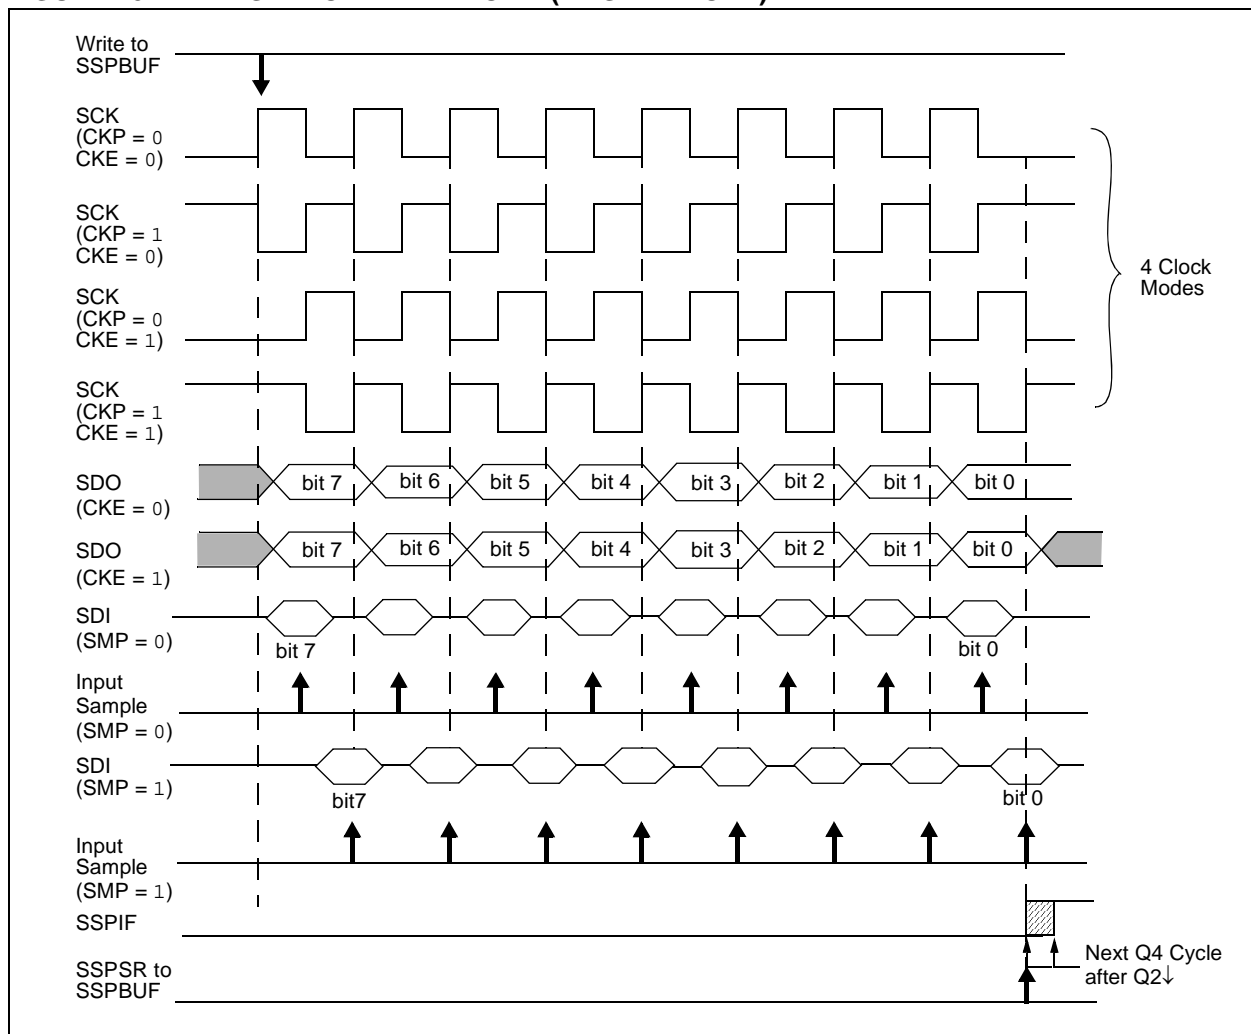 Write to
SSPBUF
SCK
(CKP = 0
CKE = 0)
SCK
(CKP = 1
CKE = 0)
SCK
(CKP = 0
CKE = 1)
SCK
(CKP = 1
CKE = 1)
4 Clock
Modes
SDO
(CKE = 0)
bit 7 bit 6 bit 5 bit 4 bit 3 bit 2 bit 1 bit 0
SDO
(CKE = 1)
bit 7 bit 6 bit 5 bit 4 bit 3 bit 2 bit 1 bit 0
SDI
(SMP = 0)
bit 7 bit 0
Input
Sample
(SMP = 0)
SDI
(SMP = 1)
bit7 bit 0
Input
Sample
(SMP = 1)
SSPIF
SSPSR to
SSPBUF
Next Q4 Cycle
after Q2↓